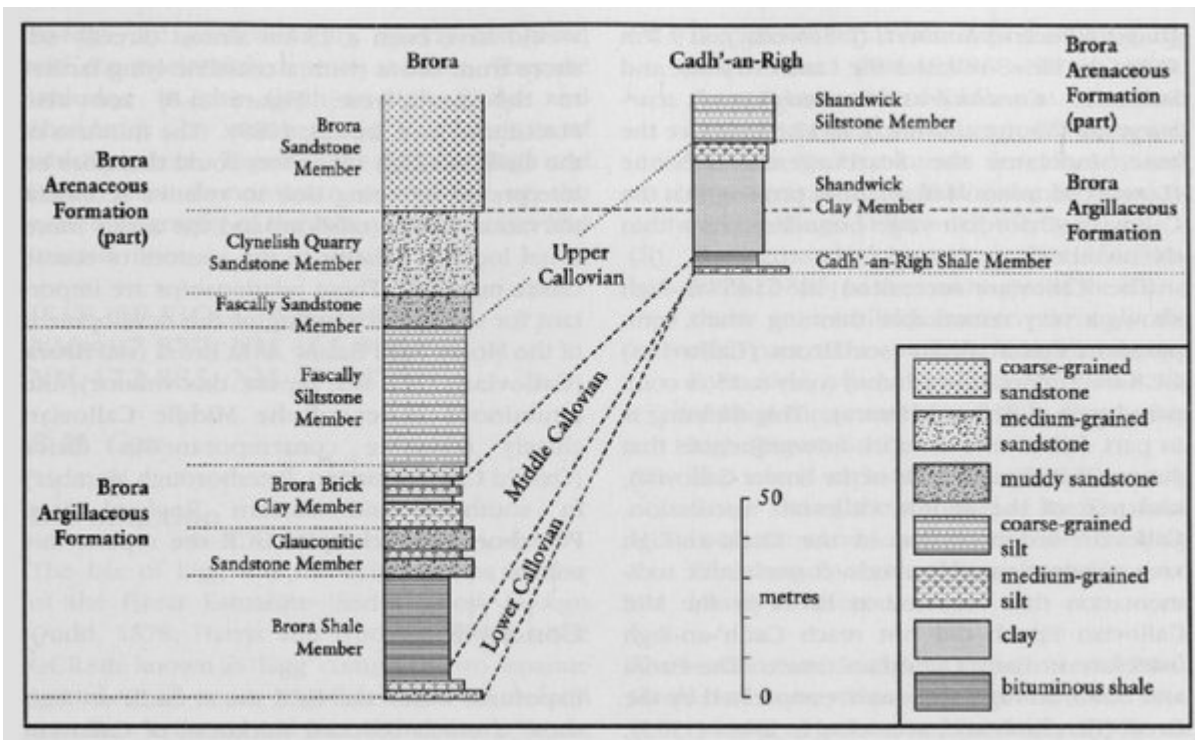 Brora
Cadh'-an-Righ
Brora
Arenaceous
Formation
(part)
Brora
Sandstone
Member
Clynelish Quarry
Sandstone Member
Fascally Sandstone
Member
Fascally
Siltstone
Member
Brora
Argillaceous
Formation
Brora Brick
Clay Member
Glauconitic
Sandstone Member
Brora Shale
Member
Upper
Callovian
Middle Callovian
Lower Callovian
Shandwick
Siltstone Member
Shandwick
Clay Member
Cadh'-an-Righ Shale Member
Brora
Arenaceous
Formation
(part)
Brora
Argillaceous
Formation
50
metres
0
coarse-grained
sandstone
medium-grained
sandstone
muddy sandstone
coarse-grained
silt
medium-grained
silt
clay
bituminous shale